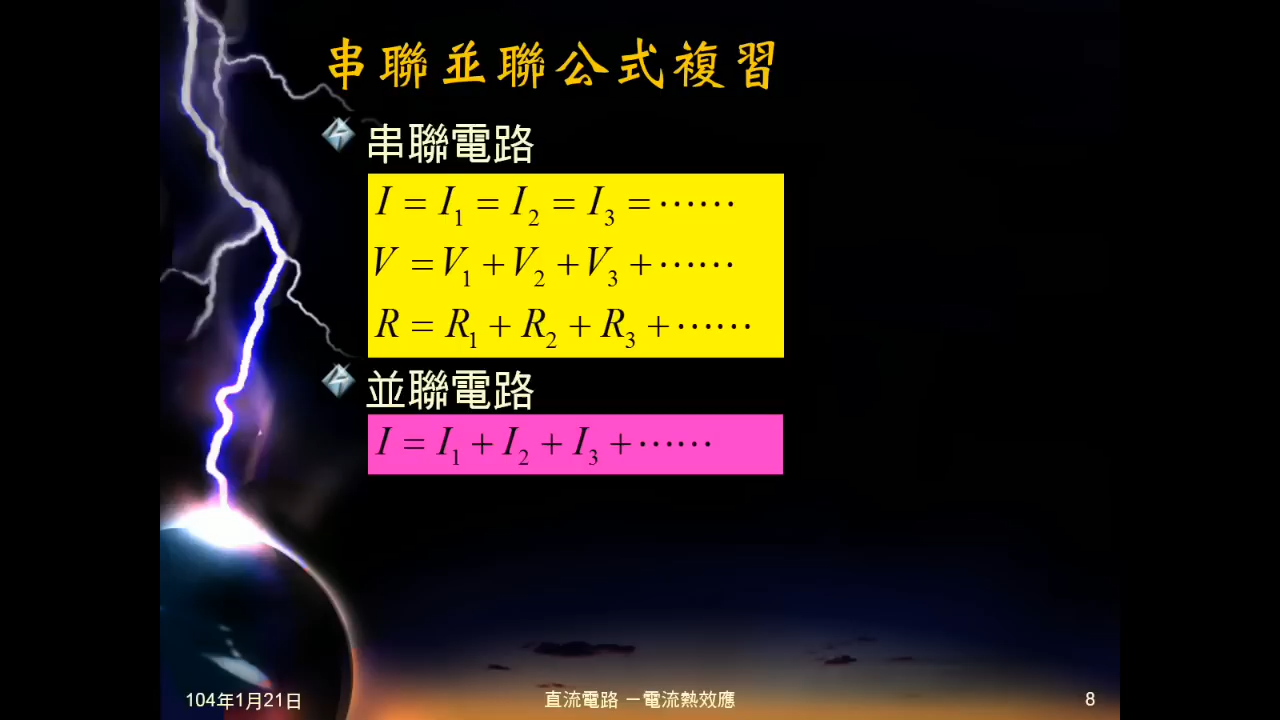 串聯並聯公式複習
串聯電路
I = I₁ = I₂ = I₃ = ⋯⋯
V = V₁ + V₂ + V₃ + ⋯⋯
R = R₁ + R₂ + R₃ + ⋯⋯
並聯電路
I = I₁ + I₂ + I₃ + ⋯⋯
104年1月21日
直流電路 －電流熱效應
8